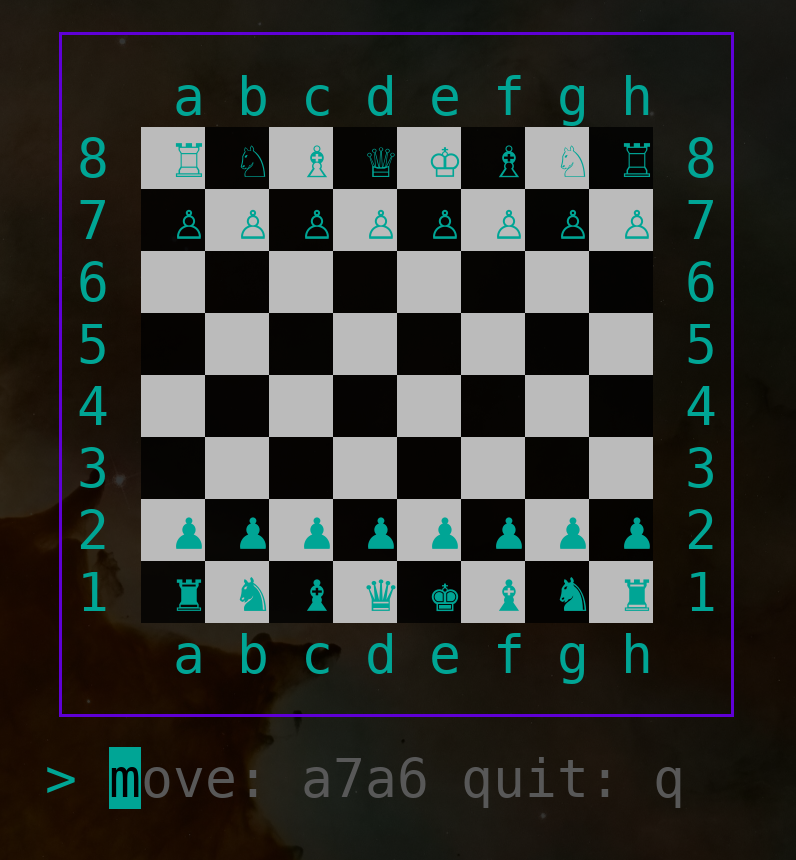 a b c d e f g h
8 ♖ ♘ ♗ ♕ ♔ ♗ ♘ ♖ 8
7 ♙ ♙ ♙ ♙ ♙ ♙ ♙ ♙ 7
6 6
5 5
4 4
3 3
2 ♟ ♟ ♟ ♟ ♟ ♟ ♟ ♟ 2
1 ♜ ♞ ♝ ♛ ♚ ♝ ♞ ♜ 1
a b c d e f g h
> move: a7a6 quit: q